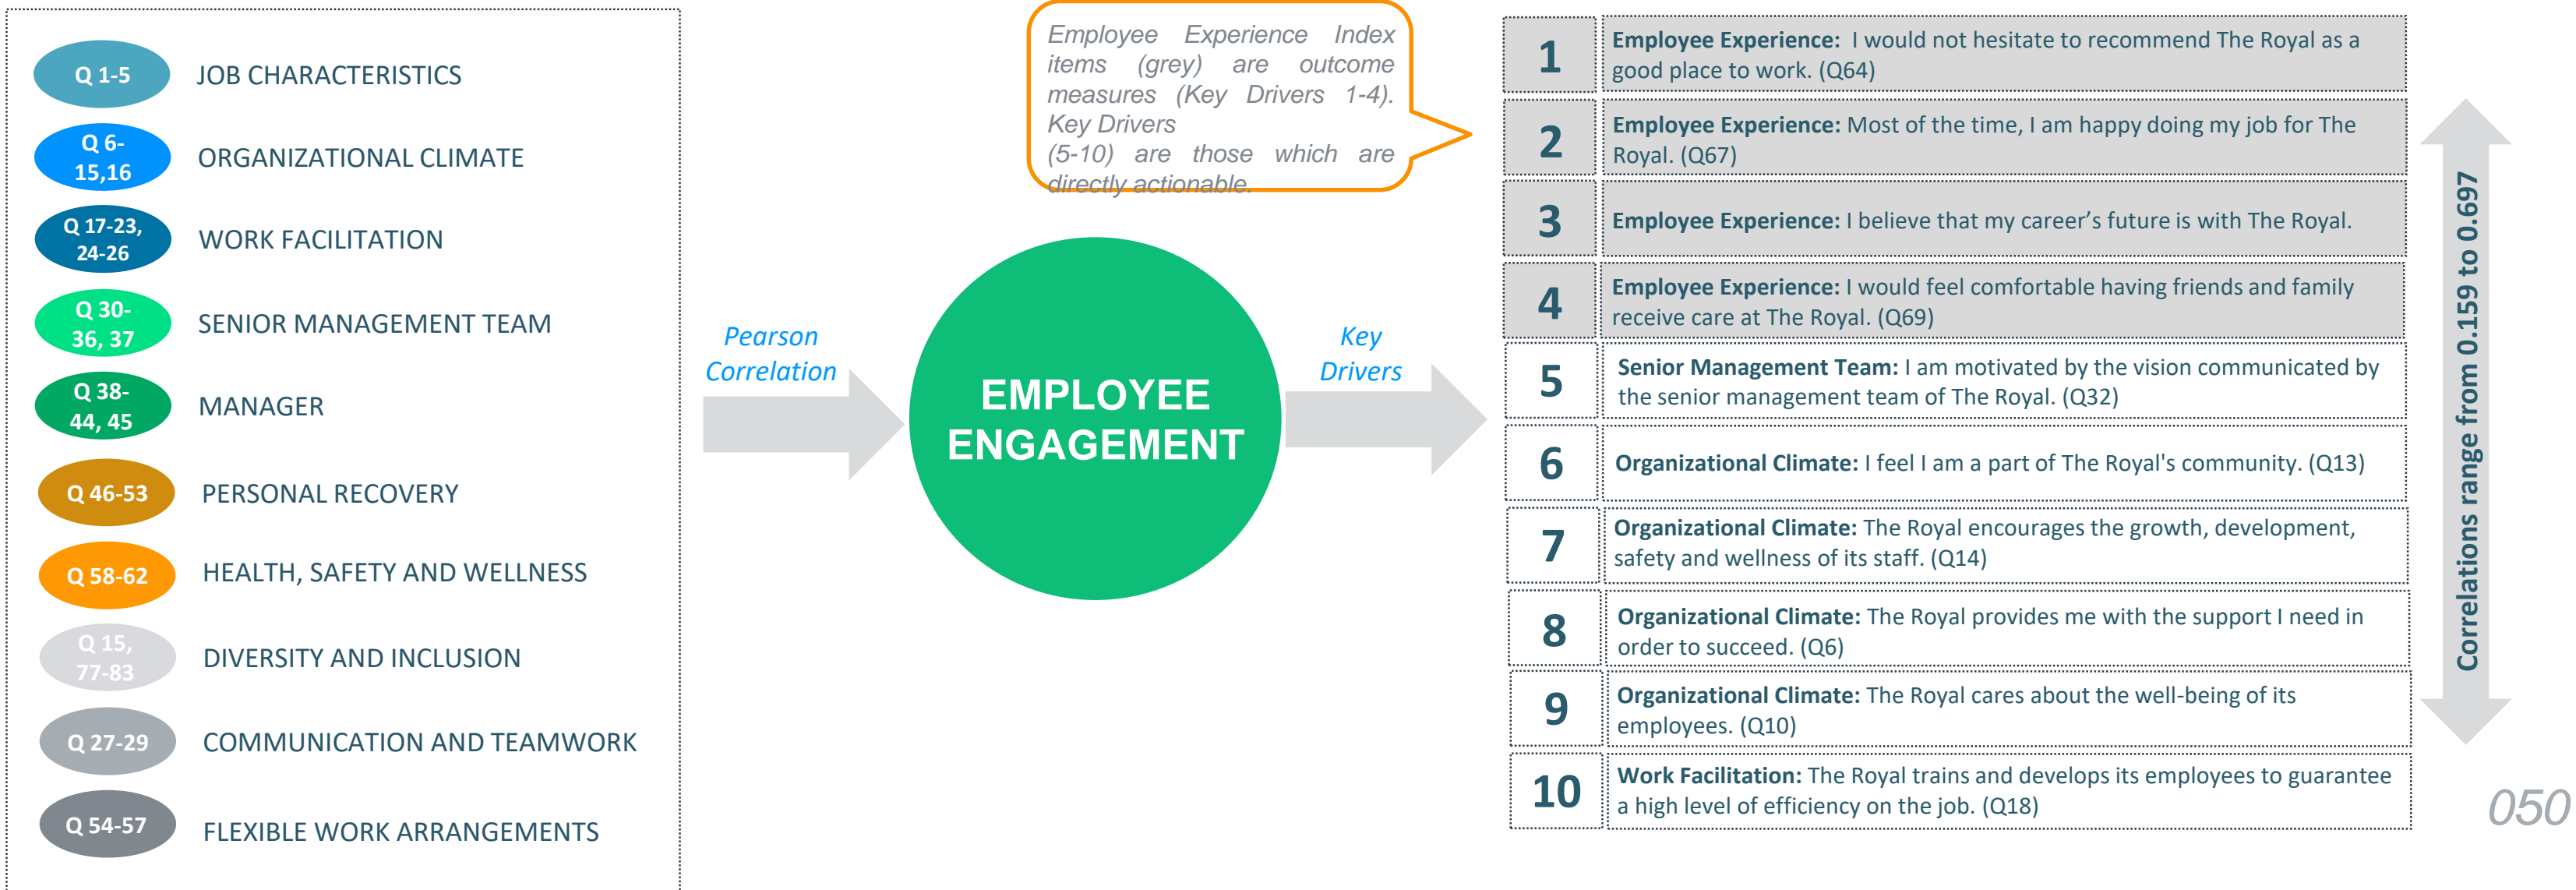 Q 1-5
JOB CHARACTERISTICS
Q 6-
15,16
ORGANIZATIONAL CLIMATE
Q 17-23,
24-26
WORK FACILITATION
Q 30-
36, 37
SENIOR MANAGEMENT TEAM
Q 38-
44, 45
MANAGER
Q 46-53
PERSONAL RECOVERY
Q 58-62
HEALTH, SAFETY AND WELLNESS
Q 15,
77-83
DIVERSITY AND INCLUSION
Q 27-29
COMMUNICATION AND TEAMWORK
Q 54-57
FLEXIBLE WORK ARRANGEMENTS
Pearson
Correlation
Employee Experience Index
items (grey) are outcome
measures (Key Drivers 1-4).
Key Drivers
(5-10) are those which are
directly actionable.
EMPLOYEE
ENGAGEMENT
Key
Drivers
1
Employee Experience: I would not hesitate to recommend The Royal as a
good place to work. (Q64)
2
Employee Experience: Most of the time, I am happy doing my job for The
Royal. (Q67)
3
Employee Experience: I believe that my career’s future is with The Royal.
4
Employee Experience: I would feel comfortable having friends and family
receive care at The Royal. (Q69)
5
Senior Management Team: I am motivated by the vision communicated by
the senior management team of The Royal. (Q32)
6
Organizational Climate: I feel I am a part of The Royal's community. (Q13)
7
Organizational Climate: The Royal encourages the growth, development,
safety and wellness of its staff. (Q14)
8
Organizational Climate: The Royal provides me with the support I need in
order to succeed. (Q6)
9
Organizational Climate: The Royal cares about the well-being of its
employees. (Q10)
10
Work Facilitation: The Royal trains and develops its employees to guarantee
a high level of efficiency on the job. (Q18)
Correlations range from 0.159 to 0.697
050